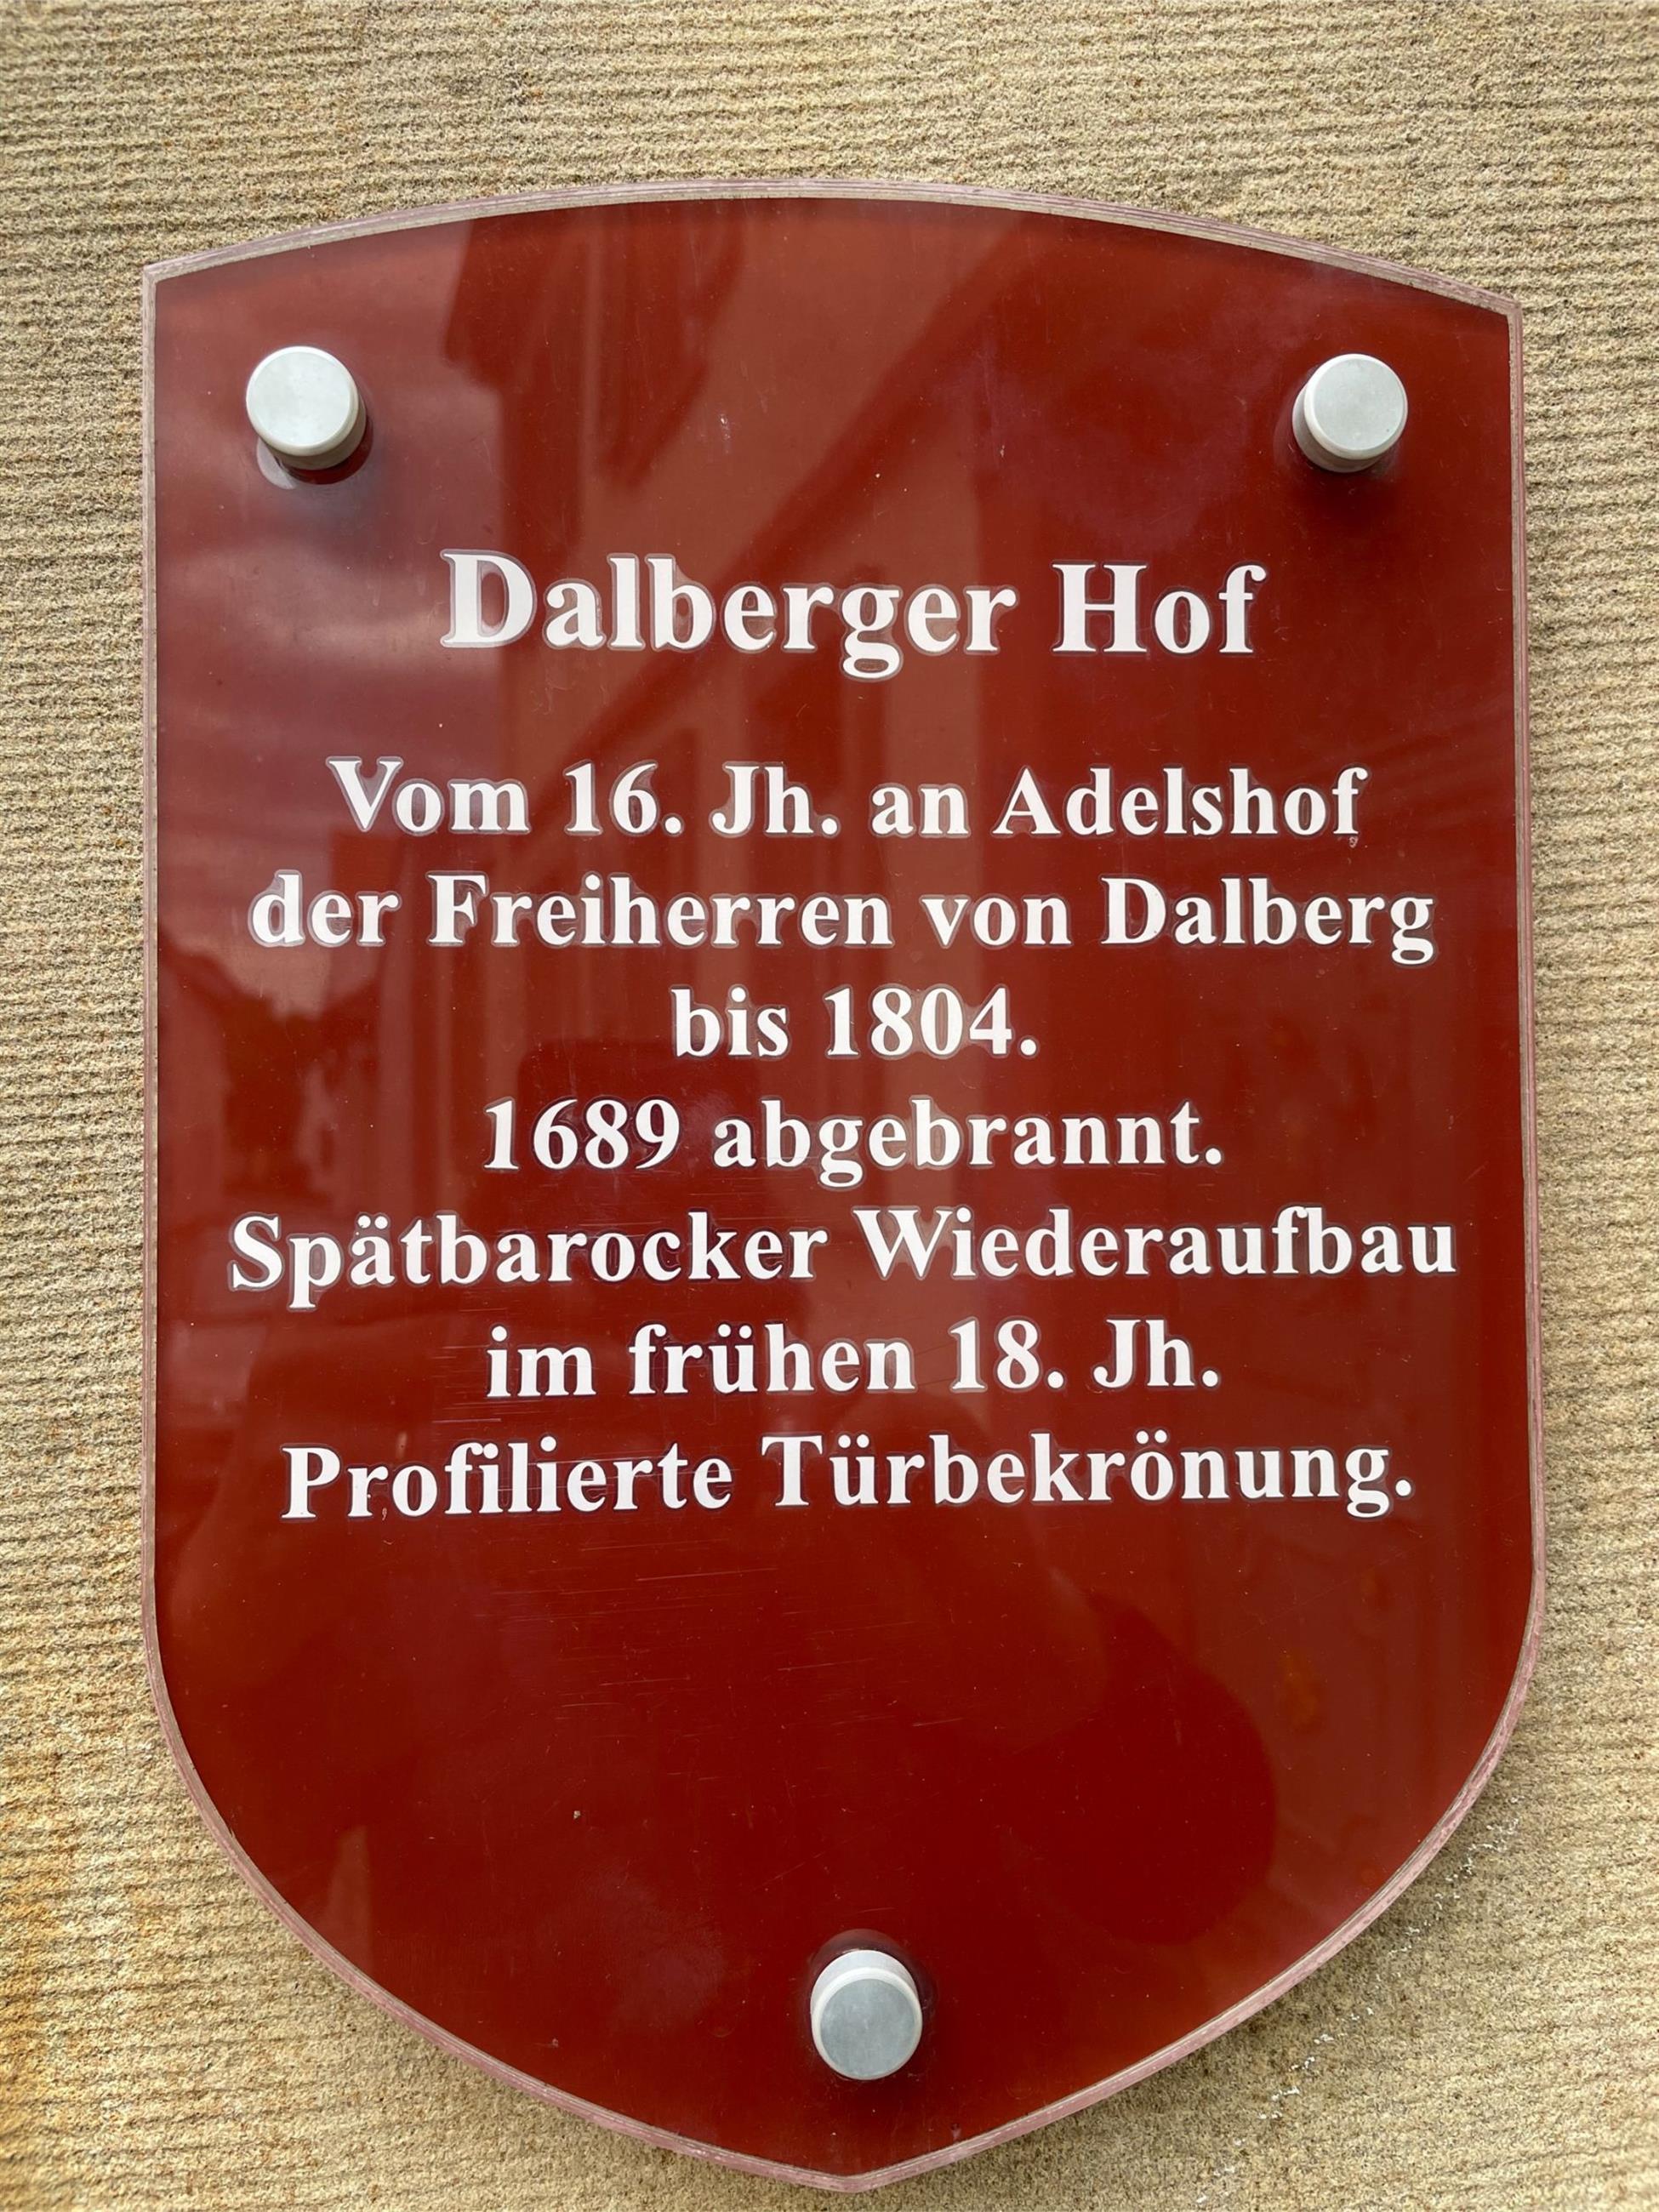 Dalberger Hof
Vom 16. Jh. an Adelshof
der Freiherren von Dalberg
bis 1804.
1689 abgebrannt.
Spätbarocker Wiederaufbau
im frühen 18. Jh.
Profilierte Türbekrönung.